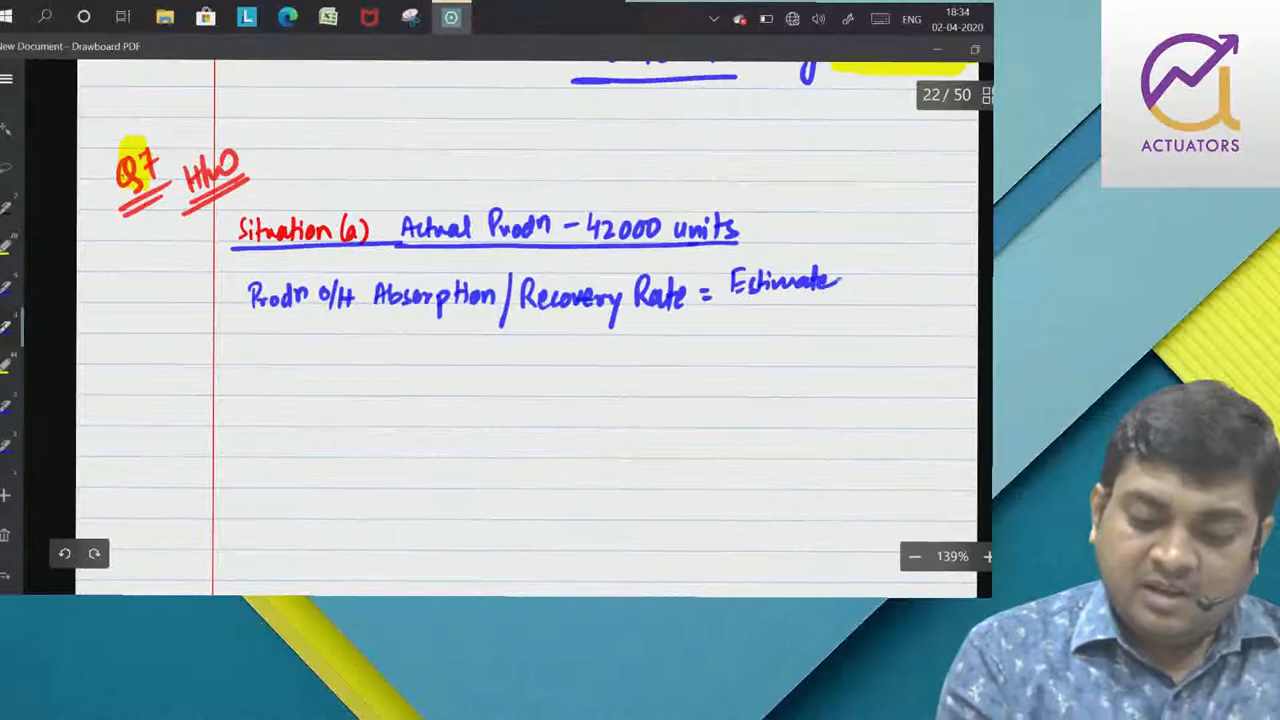 18:34
ENG
02-04-2020
New Document - Drawboard PDF
22 / 50
ACTUATORS
Q7
Situation (a) Actual Prodn - 42000 units
Prodn O/H Absorption / Recovery Rate = Estimate
139%